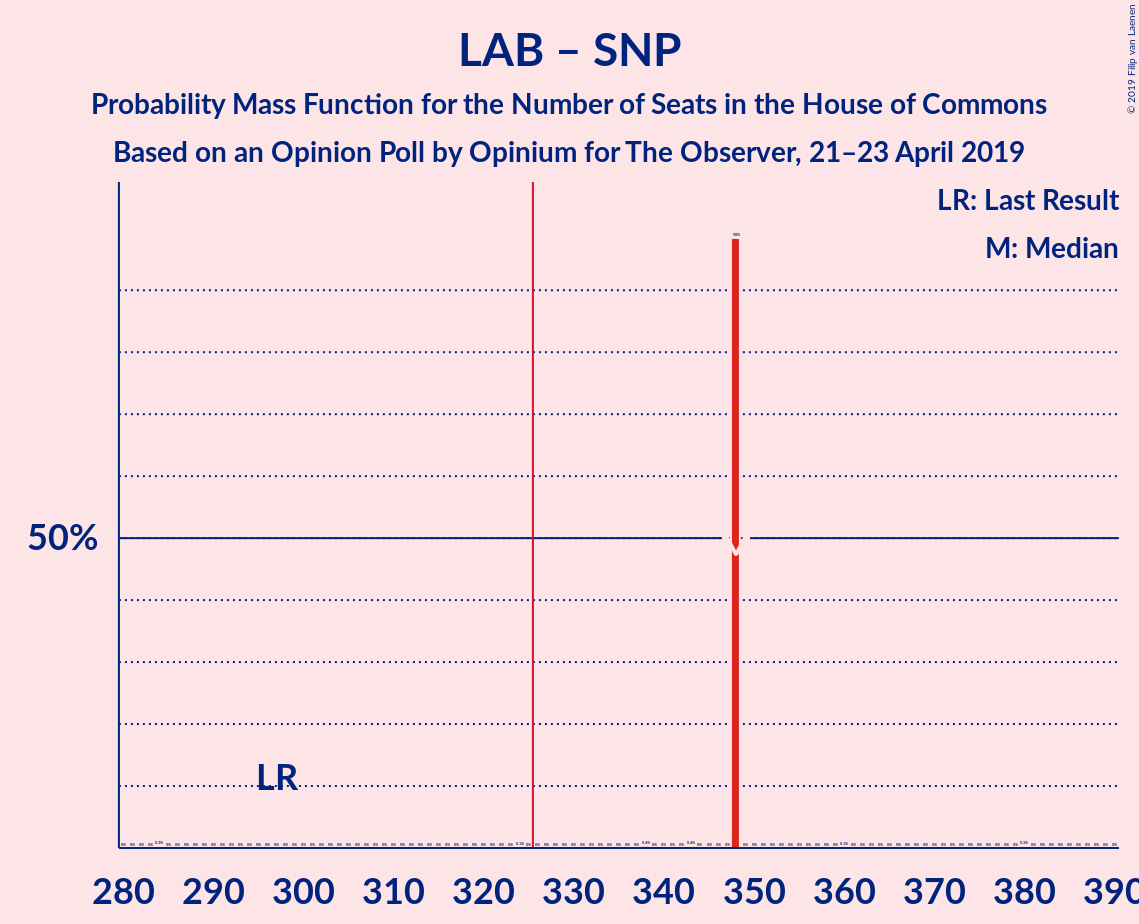 LAB – SNP
Probability Mass Function for the Number of Seats in the House of Commons
Based on an Opinion Poll by Opinium for The Observer, 21–23 April 2019
© 2019 Filip van Laenen
LR: Last Result
M: Median
50%
LR
280 290 300 310 320 330 340 350 360 370 380 390